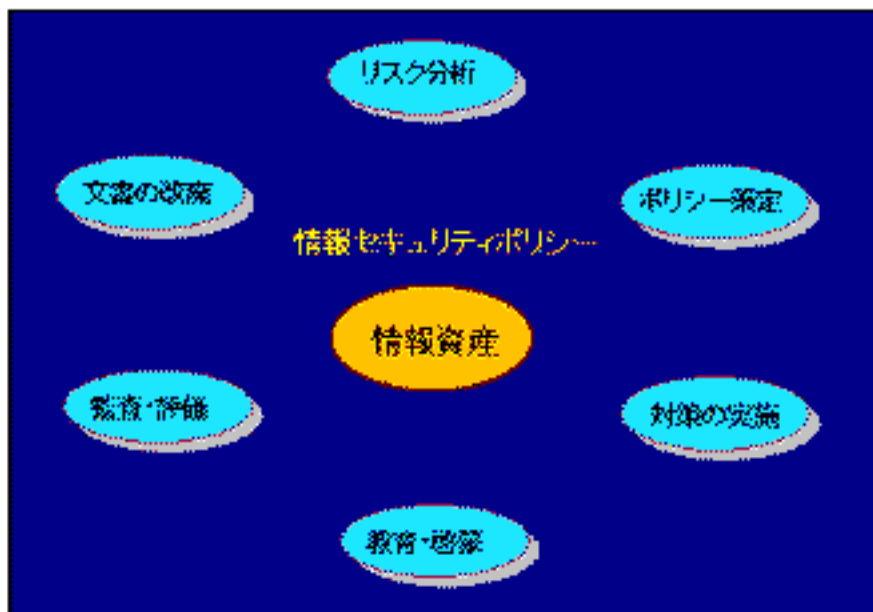 リスク分析
文書の改廃
ポリシー策定
情報セキュリティポリシー
情報資産
監査・評価
対策の実施
教育・啓蒙